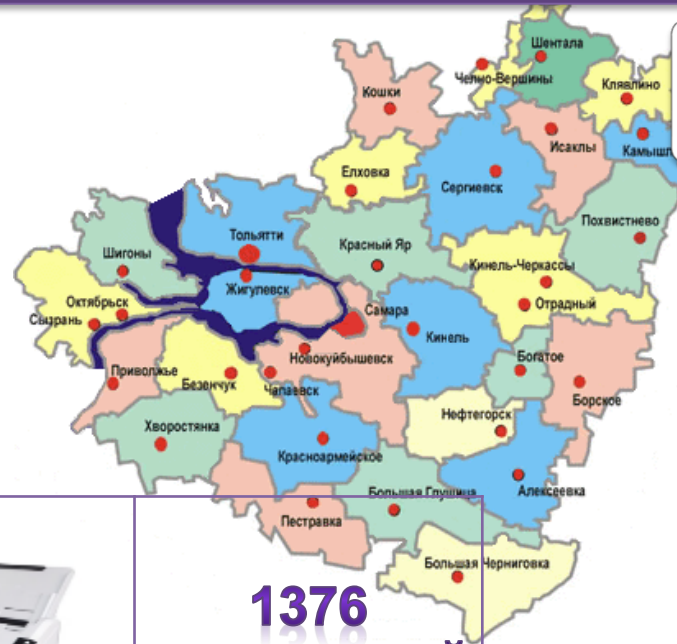 Шентала
Челно-Вершины
Клявлино
Кошки
Исаклы
Камышл
Елховка
Сергиевск
Похвистнево
Тольятти
Красный Яр
Шигоны
Кинель-Черкассы
Жигулевск
Октябрьск
Отрадный
Самара
Сызрань
Кинель
Новокуйбышевск
Богатое
Приволжье
Безенчук
Чапаевск
Борское
Нефтегорск
Хворостянка
Красноармейское
Алексеевка
Большая Глушица
Пестравка
Большая Черниговка
1376